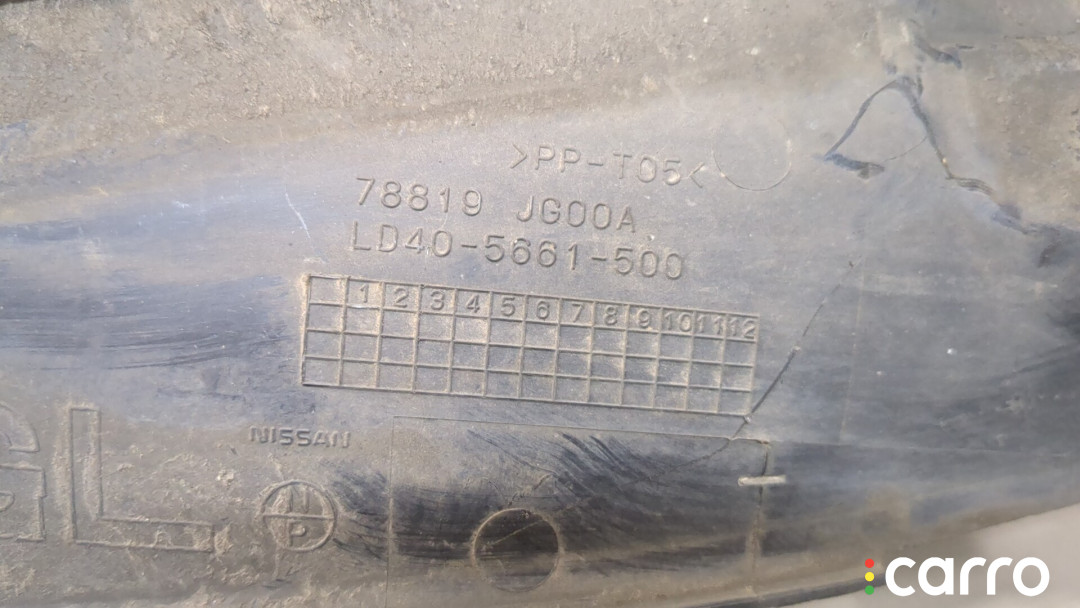 >PP-T05<
78819 JG00A
LD40-5661-500
1 2 3 4 5 6 7 8 9 10 11 12
GL
NISSAN
N
P
carro